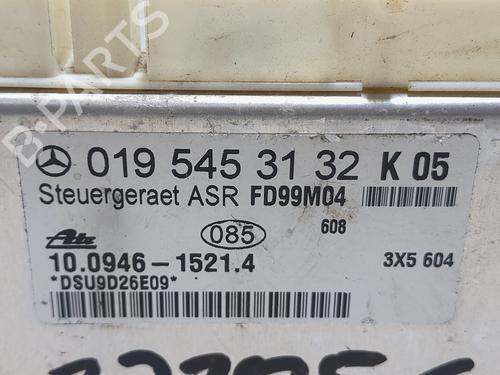 B-PARTS
019 545 31 32 K 05
Steuergeraet ASR FD99M04
Ate 085 608
10.0946-1521.4 3X5 604
*DSU9D26E09*